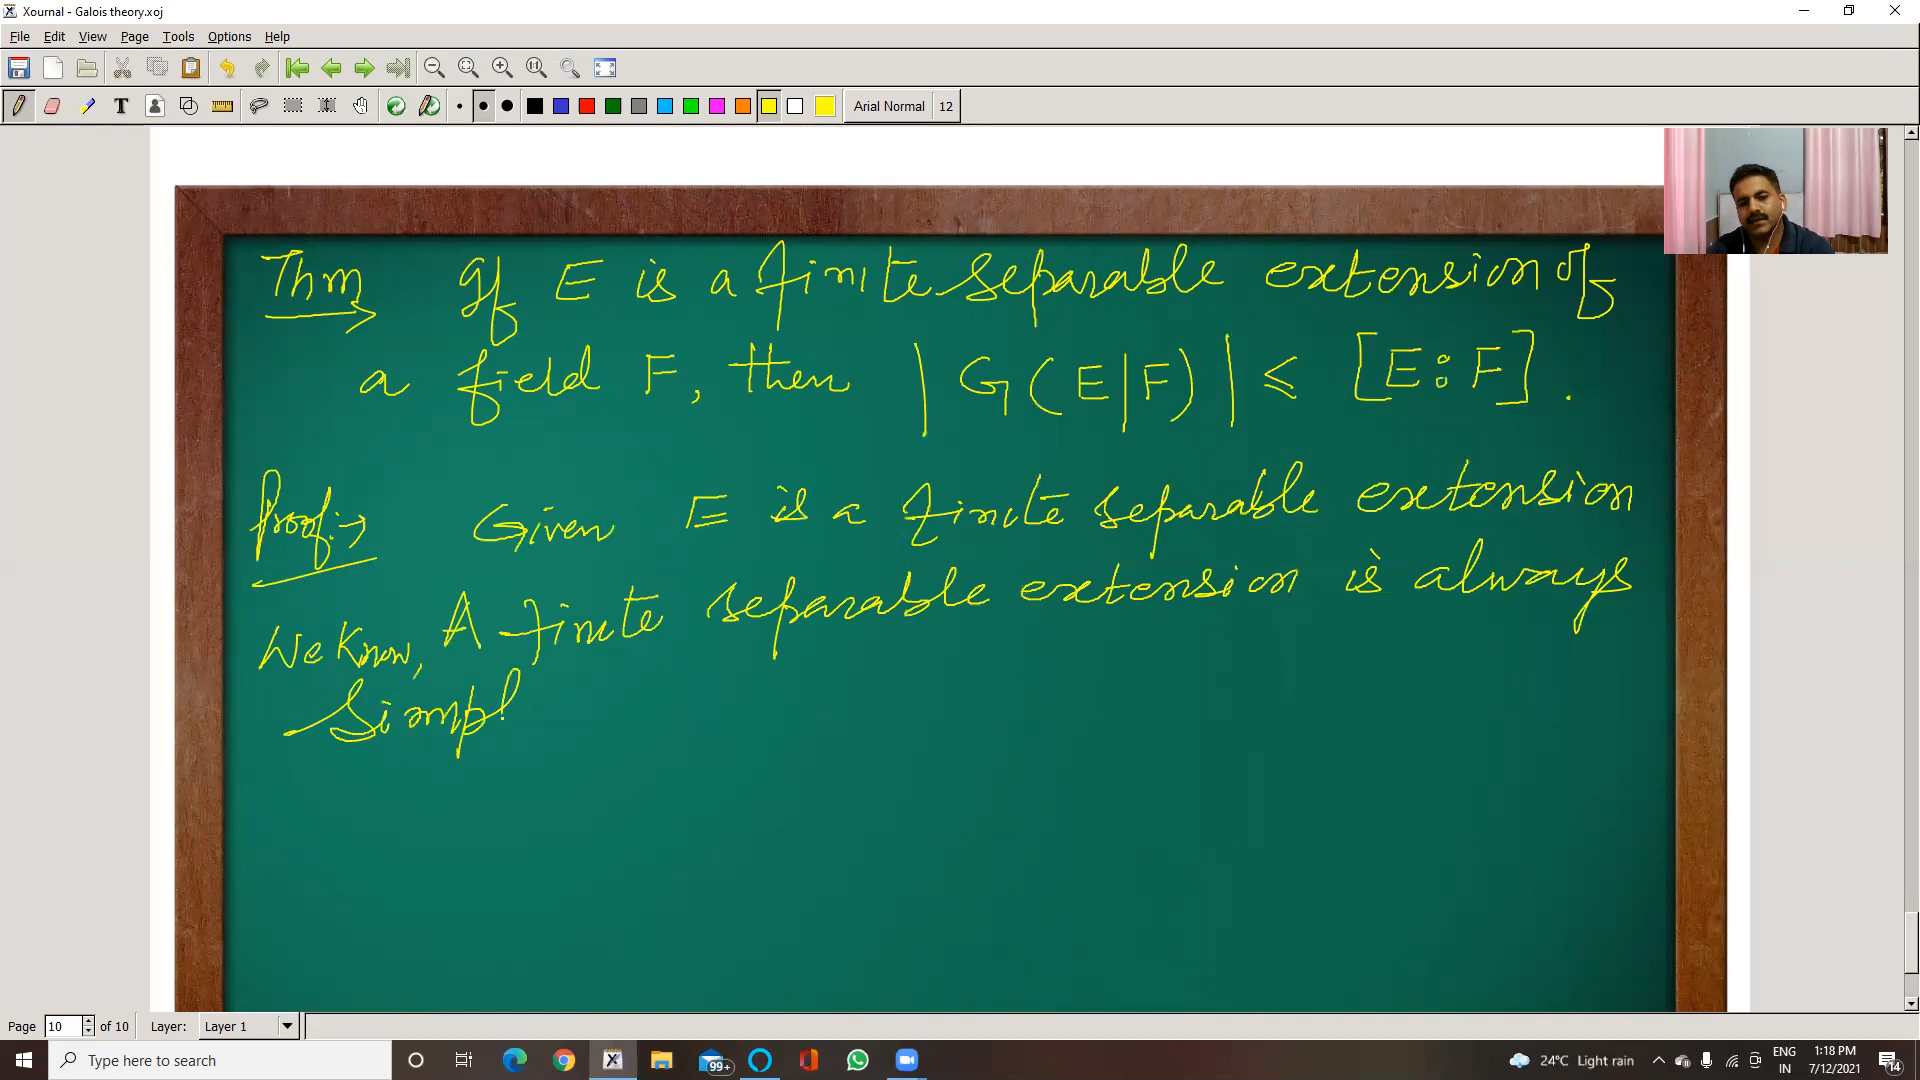 Xournal - Galois theory.xoj
File Edit View Page Tools Options Help
Arial Normal 12
Thm If E is a finite separable extension of
a field F, then |G(E|F)| ≤ [E:F].
Proof:→ Given E is a finite separable extension
We Know, A finite separable extension is always
Simpl
Page 10 of 10 Layer: Layer 1
Type here to search
99+
24°C Light rain
ENG
IN
1:18 PM
7/12/2021
14